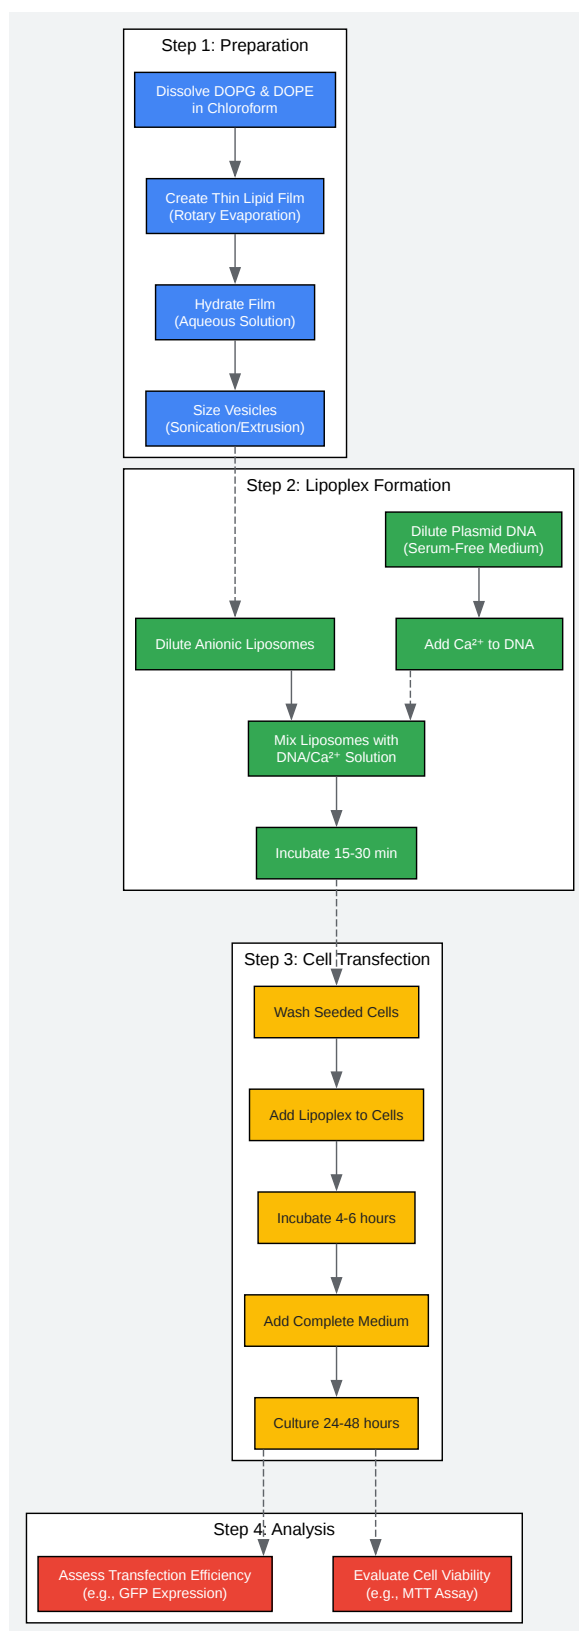 Step 1: Preparation
Dissolve DOPG & DOPE
in Chloroform
Create Thin Lipid Film
(Rotary Evaporation)
Hydrate Film
(Aqueous Solution)
Size Vesicles
(Sonication/Extrusion)
Step 2: Lipoplex Formation
Dilute Plasmid DNA
(Serum-Free Medium)
Dilute Anionic Liposomes
Add Ca²⁺ to DNA
Mix Liposomes with
DNA/Ca²⁺ Solution
Incubate 15-30 min
Step 3: Cell Transfection
Wash Seeded Cells
Add Lipoplex to Cells
Incubate 4-6 hours
Add Complete Medium
Culture 24-48 hours
Step 4: Analysis
Assess Transfection Efficiency
(e.g., GFP Expression)
Evaluate Cell Viability
(e.g., MTT Assay)